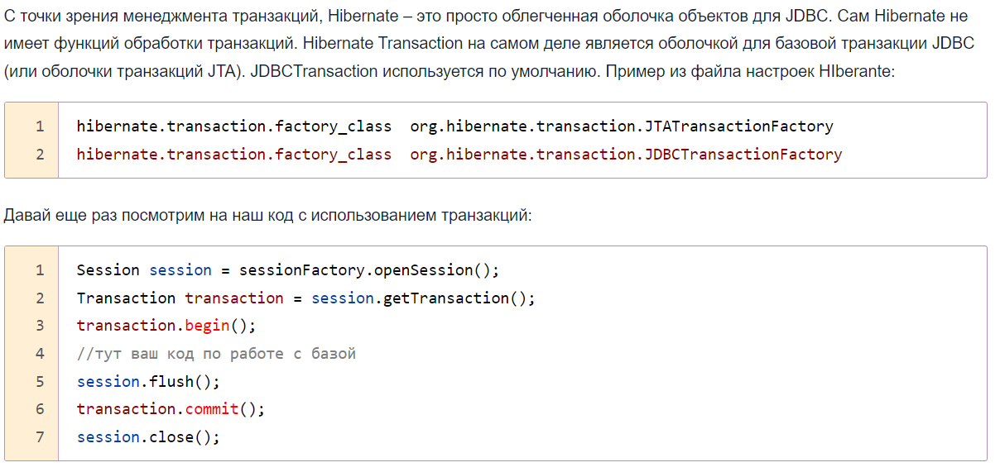 С точки зрения менеджмента транзакций, Hibernate – это просто облегченная оболочка объектов для JDBC. Сам Hibernate не
имеет функций обработки транзакций. Hibernate Transaction на самом деле является оболочкой для базовой транзакции JDBC
(или оболочки транзакций JTA). JDBCTransaction используется по умолчанию. Пример из файла настроек HIberante:
1 hibernate.transaction.factory_class  org.hibernate.transaction.JTATransactionFactory
2 hibernate.transaction.factory_class  org.hibernate.transaction.JDBCTransactionFactory
Давай еще раз посмотрим на наш код с использованием транзакций:
1 Session session = sessionFactory.openSession();
2 Transaction transaction = session.getTransaction();
3 transaction.begin();
4 //тут ваш код по работе с базой
5 session.flush();
6 transaction.commit();
7 session.close();